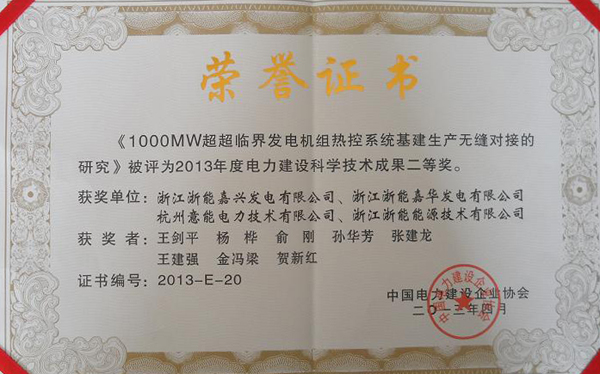 荣誉证书
《1000MW超超临界发电机组热控系统基建生产无缝对接的
研究》被评为2013年度电力建设科学技术成果二等奖。
获奖单位：浙江浙能嘉兴发电有限公司、浙江浙能嘉华发电有限公司
杭州意能电力技术有限公司、浙江浙能能源技术有限公司
获 奖 者：王剑平 杨 桦 俞 刚 孙华芳 张建龙
王建强 金冯梁 贺新红
证书编号：2013-E-20
中国电力建设企业协会
二〇一三年四月